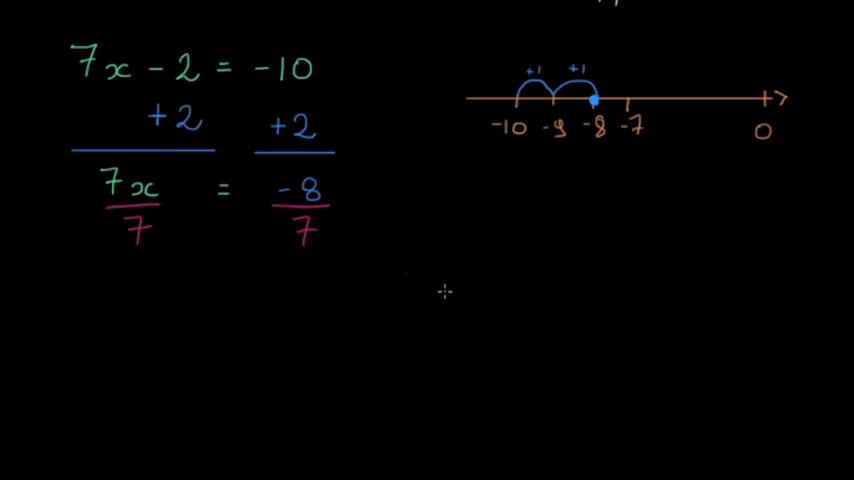 7x - 2 = -10
+2 +2
7x = -8
7 7
+1 +1
-10 -9 -8 -7 0